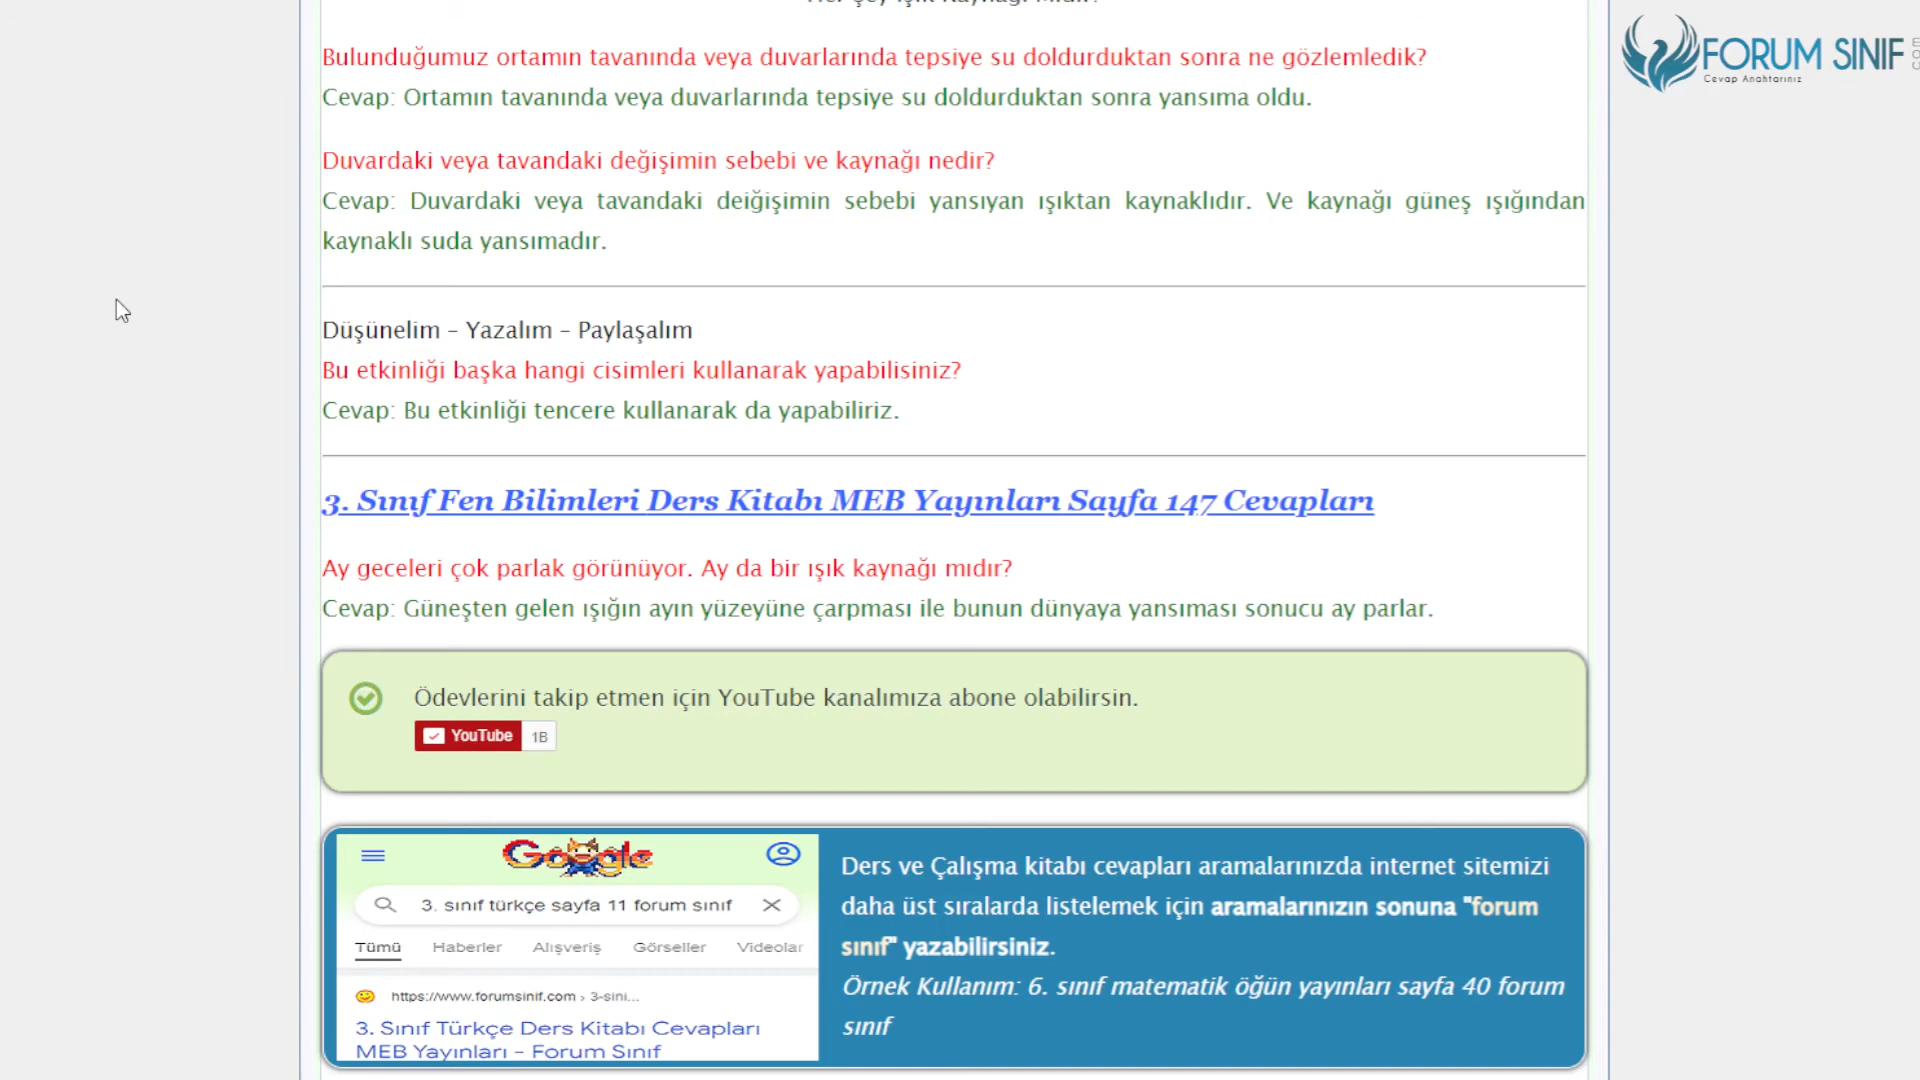 Her Şey Işık Kaynağı Mıdır?
FORUM SINIF
Cevap Anahtarınız
Bulunduğumuz ortamın tavanında veya duvarlarında tepsiye su doldurduktan sonra ne gözlemledik?
Cevap: Ortamın tavanında veya duvarlarında tepsiye su doldurduktan sonra yansıma oldu.
Duvardaki veya tavandaki değişimin sebebi ve kaynağı nedir?
Cevap: Duvardaki veya tavandaki deiğişimin sebebi yansıyan ışıktan kaynaklıdır. Ve kaynağı güneş ışığından
kaynaklı suda yansımadır.
Düşünelim – Yazalım – Paylaşalım
Bu etkinliği başka hangi cisimleri kullanarak yapabilisiniz?
Cevap: Bu etkinliği tencere kullanarak da yapabiliriz.
3. Sınıf Fen Bilimleri Ders Kitabı MEB Yayınları Sayfa 147 Cevapları
Ay geceleri çok parlak görünüyor. Ay da bir ışık kaynağı mıdır?
Cevap: Güneşten gelen ışığın ayın yüzeyüne çarpması ile bunun dünyaya yansıması sonucu ay parlar.
Ödevlerini takip etmen için YouTube kanalımıza abone olabilirsin.
YouTube 1B
Google
3. sınıf türkçe sayfa 11 forum sınıf
Tümü Haberler Alışveriş Görseller Videolar
https://www.forumsinif.com › 3-sini...
3. Sınıf Türkçe Ders Kitabı Cevapları
MEB Yayınları – Forum Sınıf
Ders ve Çalışma kitabı cevapları aramalarınızda internet sitemizi
daha üst sıralarda listelemek için aramalarınızın sonuna "forum
sınıf" yazabilirsiniz.
Örnek Kullanım: 6. sınıf matematik öğün yayınları sayfa 40 forum
sınıf